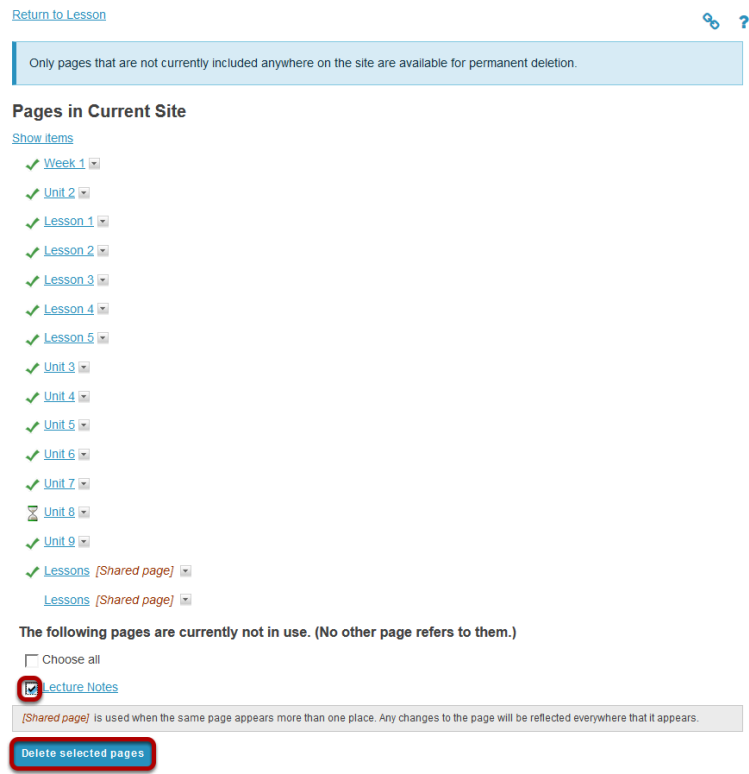 Return to Lesson
?
Only pages that are not currently included anywhere on the site are available for permanent deletion.
Pages in Current Site
Show items
Week 1
Unit 2
Lesson 1
Lesson 2
Lesson 3
Lesson 4
Lesson 5
Unit 3
Unit 4
Unit 5
Unit 6
Unit 7
Unit 8
Unit 9
Lessons [Shared page]
Lessons [Shared page]
The following pages are currently not in use. (No other page refers to them.)
Choose all
Lecture Notes
[Shared page] is used when the same page appears more than one place. Any changes to the page will be reflected everywhere that it appears.
Delete selected pages